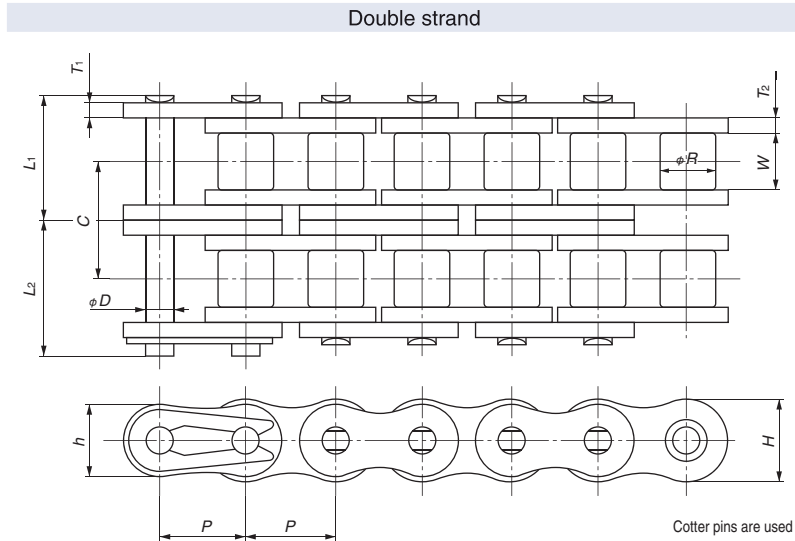 Double strand
T1
T2
L1
C
W
φR
L2
φD
h
H
P
P
Cotter pins are used